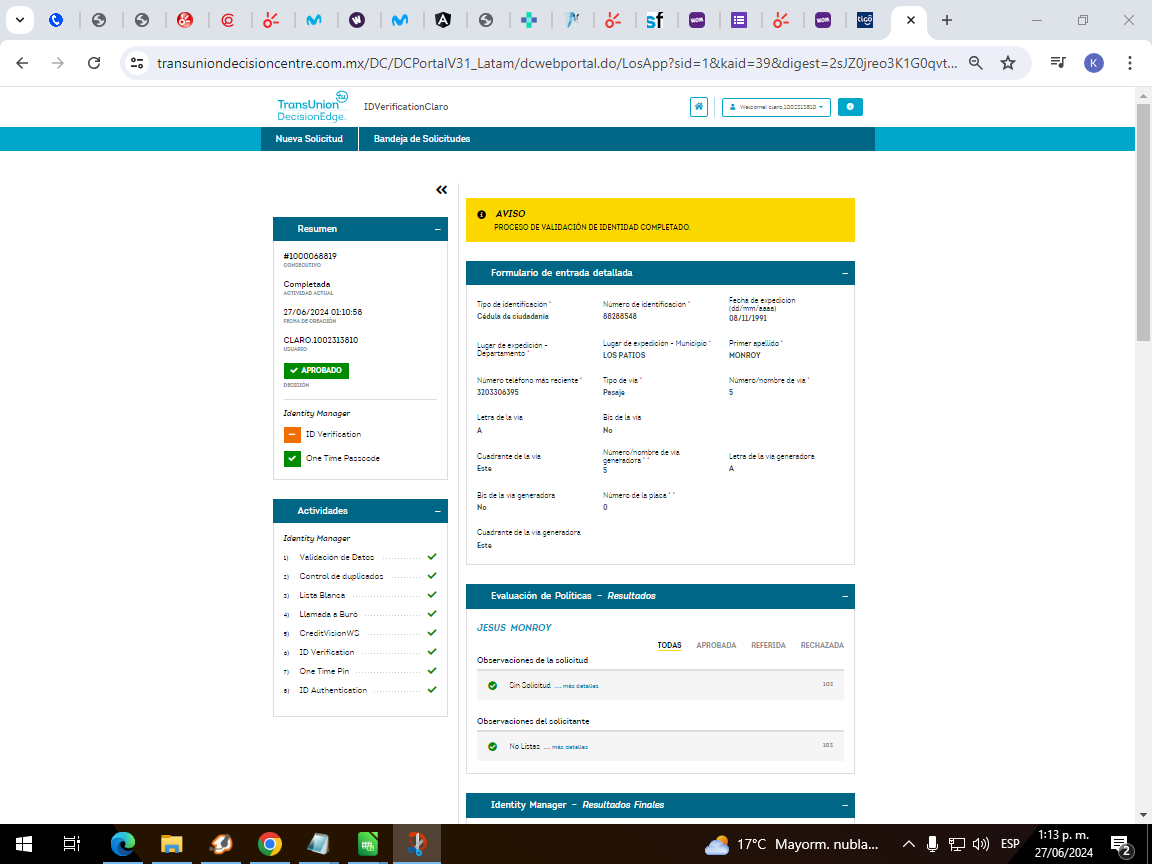 transuniondecisioncentre.com.mx/DC/DCPortalV31_Latam/dcwebportal.do/LosApp?sid=1&kaid=39&digest=2sJZ0jreo3K1G0qvt...
K
TransUnion tu
DecisionEdge.
IDVerificationClaro
Welcome! claro.1002313810
Nueva Solicitud
Bandeja de Solicitudes
Resumen
#1000068819
CONSECUTIVO
Completada
ACTIVIDAD ACTUAL
27/06/2024 01:10:58
FECHA DE CREACIÓN
CLARO.1002313810
USUARIO
APROBADO
DECISIÓN
Identity Manager
ID Verification
One Time Passcode
Actividades
Identity Manager
1) Validación de Datos
2) Control de duplicados
3) Lista Blanca
4) Llamada a Buró
5) CreditVisionWS
6) ID Verification
7) One Time Pin
8) ID Authentication
AVISO
PROCESO DE VALIDACIÓN DE IDENTIDAD COMPLETADO.
Formulario de entrada detallada
Tipo de identificación *
Cédula de ciudadanía
Número de identificación *
88288548
Fecha de expedición
(dd/mm/aaaa)
08/11/1991
Lugar de expedición -
Departamento *
Lugar de expedición - Municipio *
LOS PATIOS
Primer apellido *
MONROY
Número teléfono más reciente *
3203306395
Tipo de vía *
Pasaje
Número/nombre de vía *
5
Letra de la vía
A
Bis de la vía
No
Cuadrante de la vía
Este
Número/nombre de vía
generadora * *
5
Letra de la vía generadora
A
Bis de la vía generadora
No
Número de la placa * *
0
Cuadrante de la vía generadora
Este
Evaluación de Políticas - Resultados
JESUS MONROY
TODAS APROBADA REFERIDA RECHAZADA
Observaciones de la solicitud
Sin Solicitud ... más detalles 102
Observaciones del solicitante
No Listas ... más detalles 103
Identity Manager - Resultados Finales
17°C Mayorm. nubla...
ESP
1:13 p. m.
27/06/2024
2